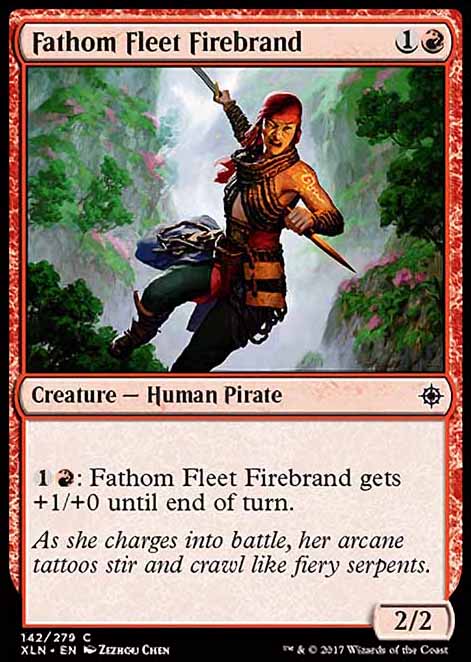 Fathom Fleet Firebrand 1
Creature — Human Pirate
1 : Fathom Fleet Firebrand gets
+1/+0 until end of turn.
As she charges into battle, her arcane
tattoos stir and crawl like fiery serpents.
2/2
142/279 C
XLN • EN Zezhou Chen
™ & © 2017 Wizards of the Coast